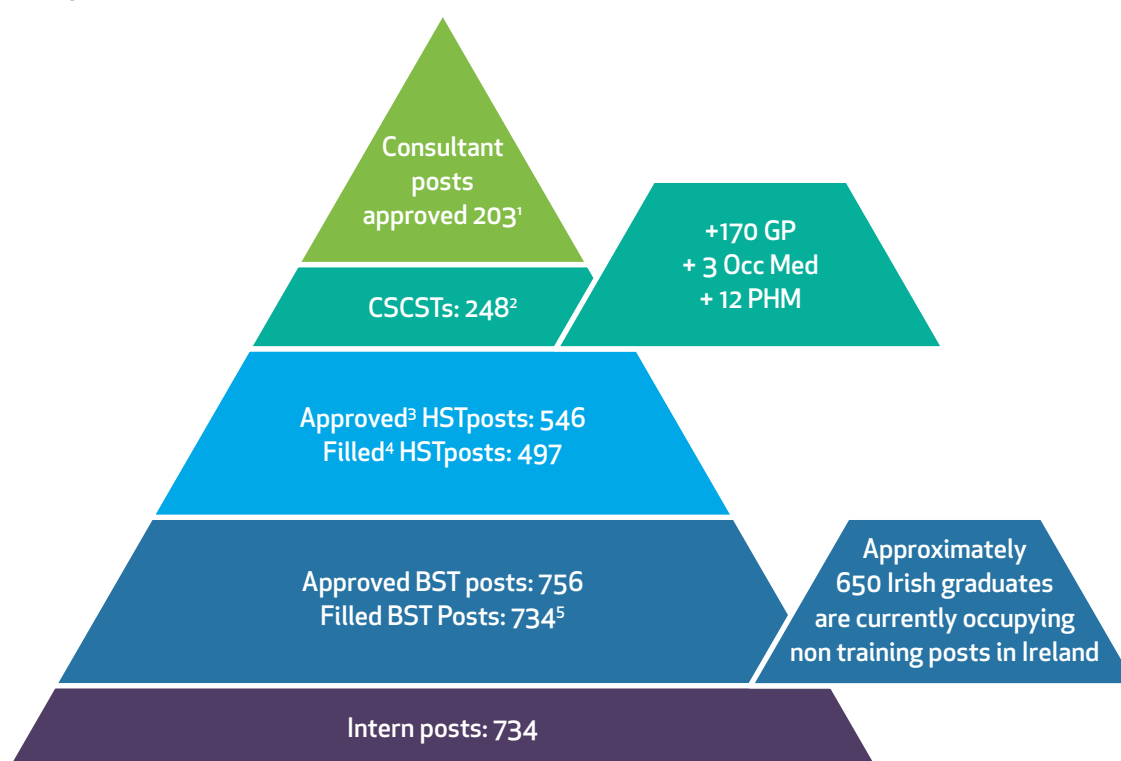 Consultant
posts
approved 203¹
+170 GP
+ 3 Occ Med
+ 12 PHM
CSCSTs: 248²
Approved³ HSTposts: 546
Filled⁴ HSTposts: 497
Approved BST posts: 756
Filled BST Posts: 734⁵
Approximately
650 Irish graduates
are currently occupying
non training posts in Ireland
Intern posts: 734